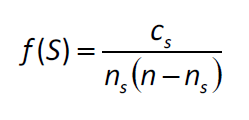 f(S) = c_s / n_s(n − n_s)